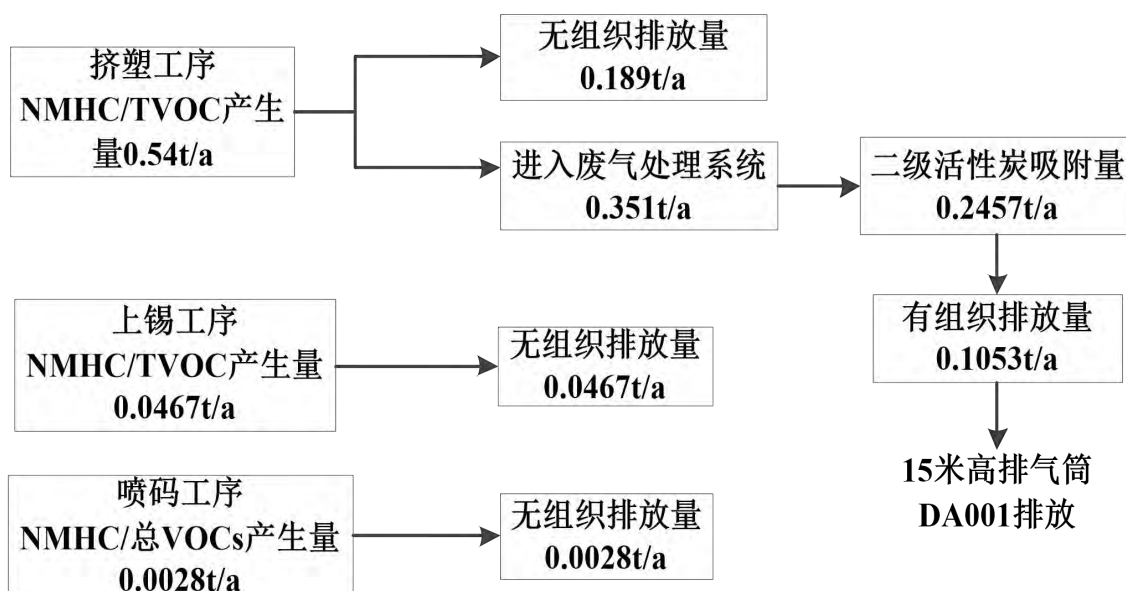 挤塑工序
NMHC/TVOC产生
量0.54t/a
无组织排放量
0.189t/a
进入废气处理系统
0.351t/a
二级活性炭吸附量
0.2457t/a
有组织排放量
0.1053t/a
15米高排气筒
DA001排放
上锡工序
NMHC/TVOC产生量
0.0467t/a
无组织排放量
0.0467t/a
喷码工序
NMHC/总VOCs产生量
0.0028t/a
无组织排放量
0.0028t/a